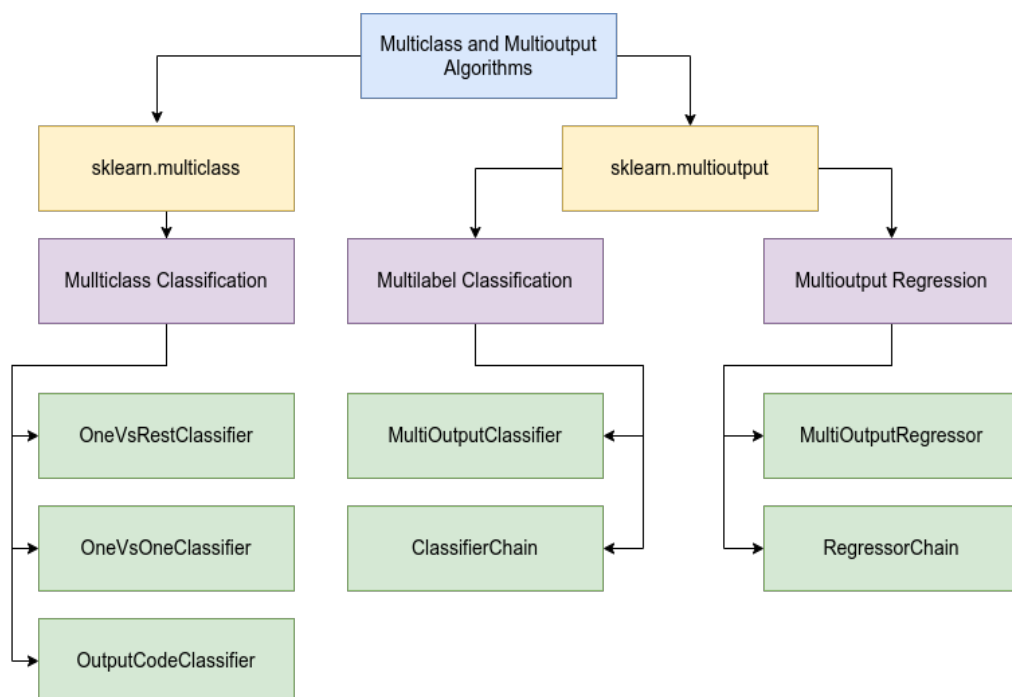 Multiclass and Multioutput
Algorithms
sklearn.multiclass
sklearn.multioutput
Mullticlass Classification
Multilabel Classification
Multioutput Regression
OneVsRestClassifier
MultiOutputClassifier
MultiOutputRegressor
OneVsOneClassifier
ClassifierChain
RegressorChain
OutputCodeClassifier